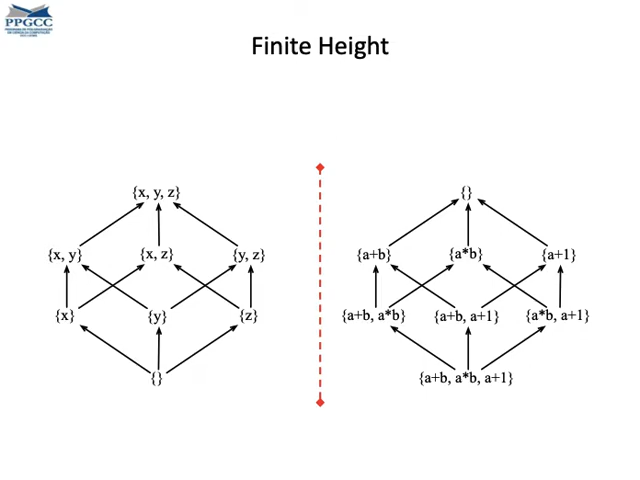 PPGCC
Finite Height
{x, y, z}
{x, y} {x, z} {y, z}
{x} {y} {z}
{}
{}
{a+b} {a*b} {a+1}
{a+b, a*b} {a+b, a+1} {a*b, a+1}
{a+b, a*b, a+1}